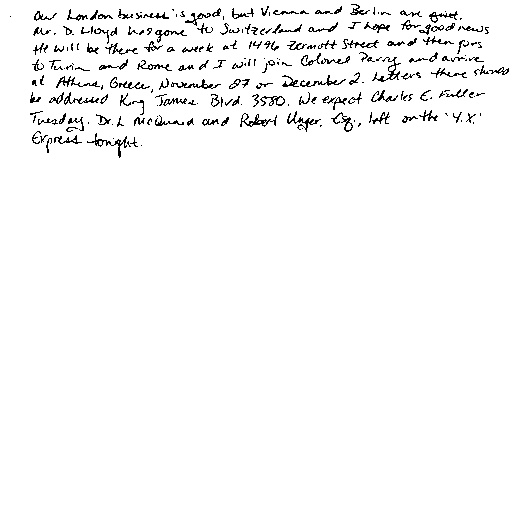 Our London business is good, but Vienna and Berlin are quiet.
Mr. D. Lloyd has gone to Switzerland and I hope for good news
He will be there for a week at 1496 Zermott Street and then
to Turin and Rome and I will join Colonel Parry and arrive
at Athens, Greece, November 27 or December 2. Letters there should
be addressed King James Blvd. 3580. We expect Charles E. Fuller
Tuesday. Dr. L McQuaid and Robert Unger, Esq., left on the 'Y.X.'
Express tonight.